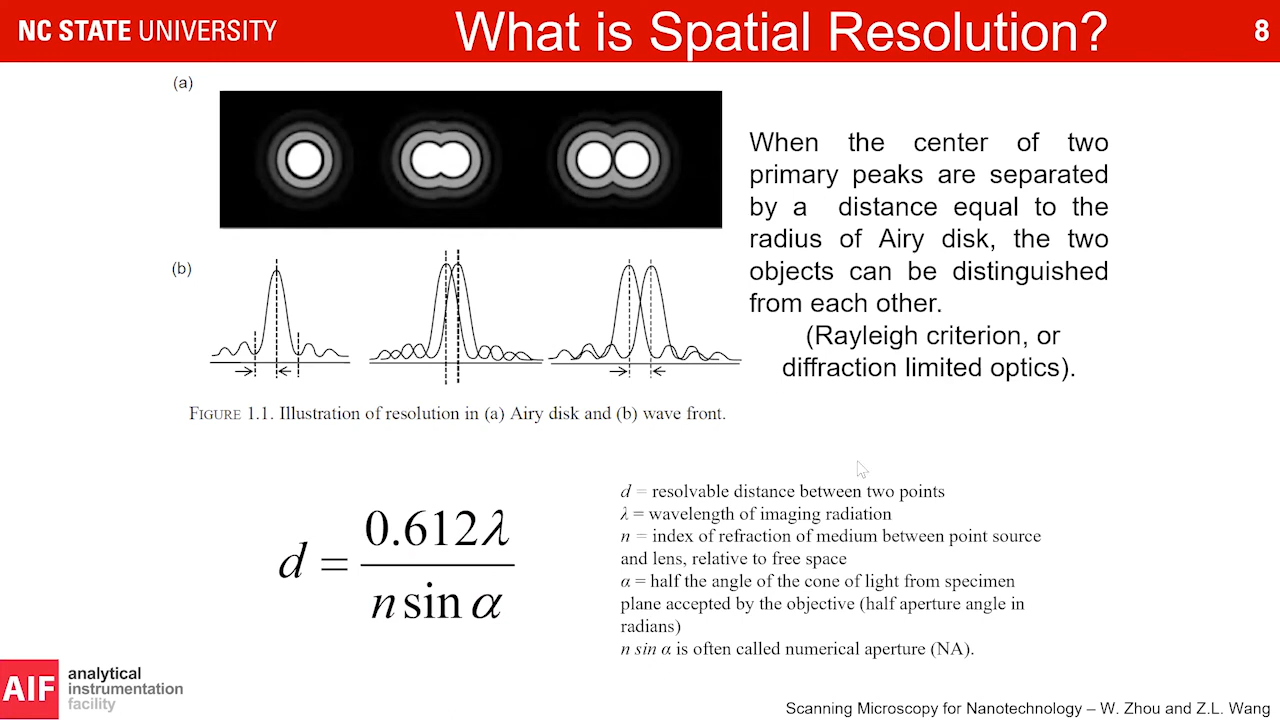 NC STATE UNIVERSITY
What is Spatial Resolution?
8
(a)
(b)
FIGURE 1.1. Illustration of resolution in (a) Airy disk and (b) wave front.
When the center of two
primary peaks are separated
by a distance equal to the
radius of Airy disk, the two
objects can be distinguished
from each other.
(Rayleigh criterion, or
diffraction limited optics).
d = 0.612λ / n sin α
d = resolvable distance between two points
λ = wavelength of imaging radiation
n = index of refraction of medium between point source
and lens, relative to free space
α = half the angle of the cone of light from specimen
plane accepted by the objective (half aperture angle in
radians)
n sin α is often called numerical aperture (NA).
AIF
analytical
instrumentation
facility
Scanning Microscopy for Nanotechnology – W. Zhou and Z.L. Wang